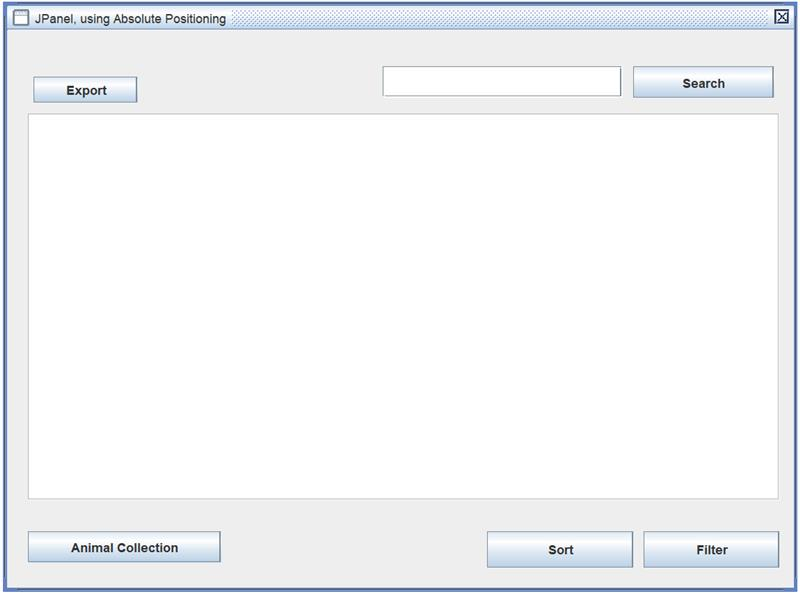 JPanel, using Absolute Positioning
Export
Search
Animal Collection
Sort
Filter